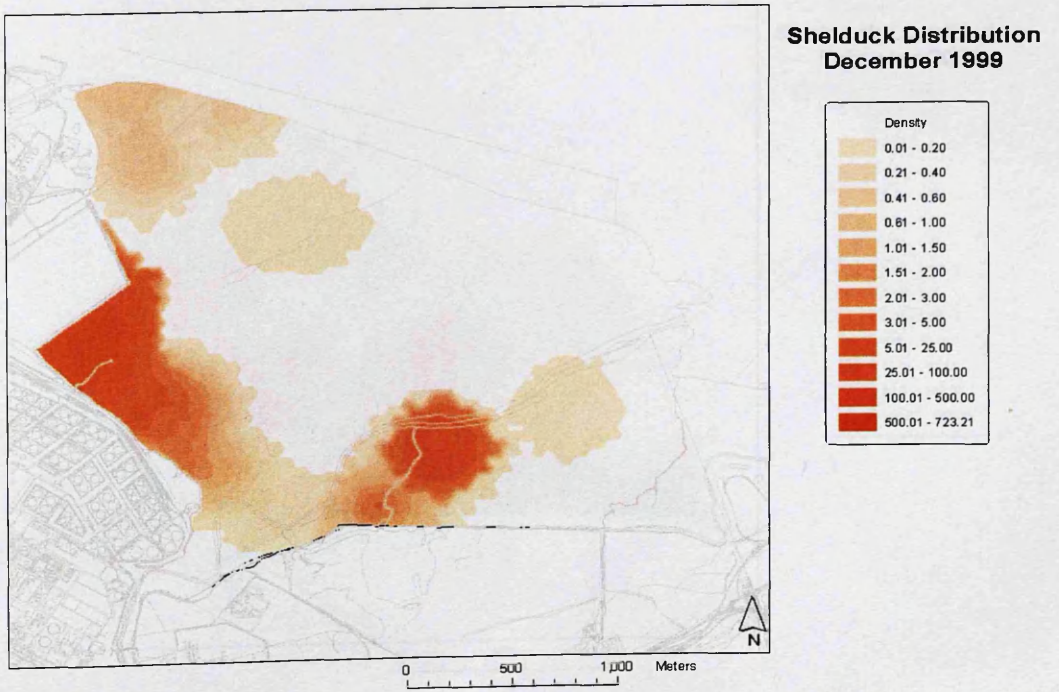 Shelduck Distribution
December 1999
Density
0.01 - 0.20
0.21 - 0.40
0.41 - 0.60
0.61 - 1.00
1.01 - 1.50
1.51 - 2.00
2.01 - 3.00
3.01 - 5.00
5.01 - 25.00
25.01 - 100.00
100.01 - 500.00
500.01 - 723.21
N
0 500 1,000 Meters